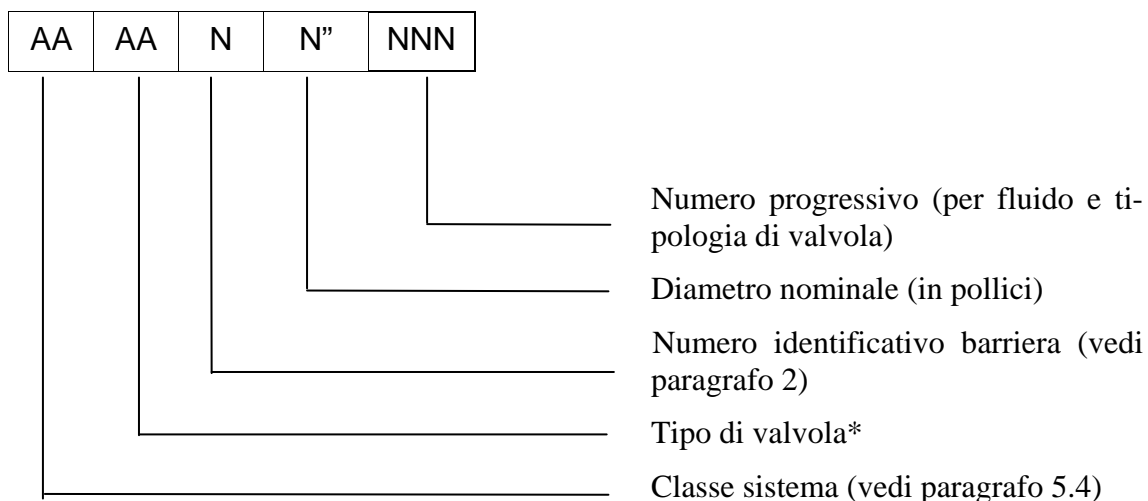 AA AA N N” NNN
Numero progressivo (per fluido e ti-
pologia di valvola)
Diametro nominale (in pollici)
Numero identificativo barriera (vedi
paragrafo 2)
Tipo di valvola*
Classe sistema (vedi paragrafo 5.4)